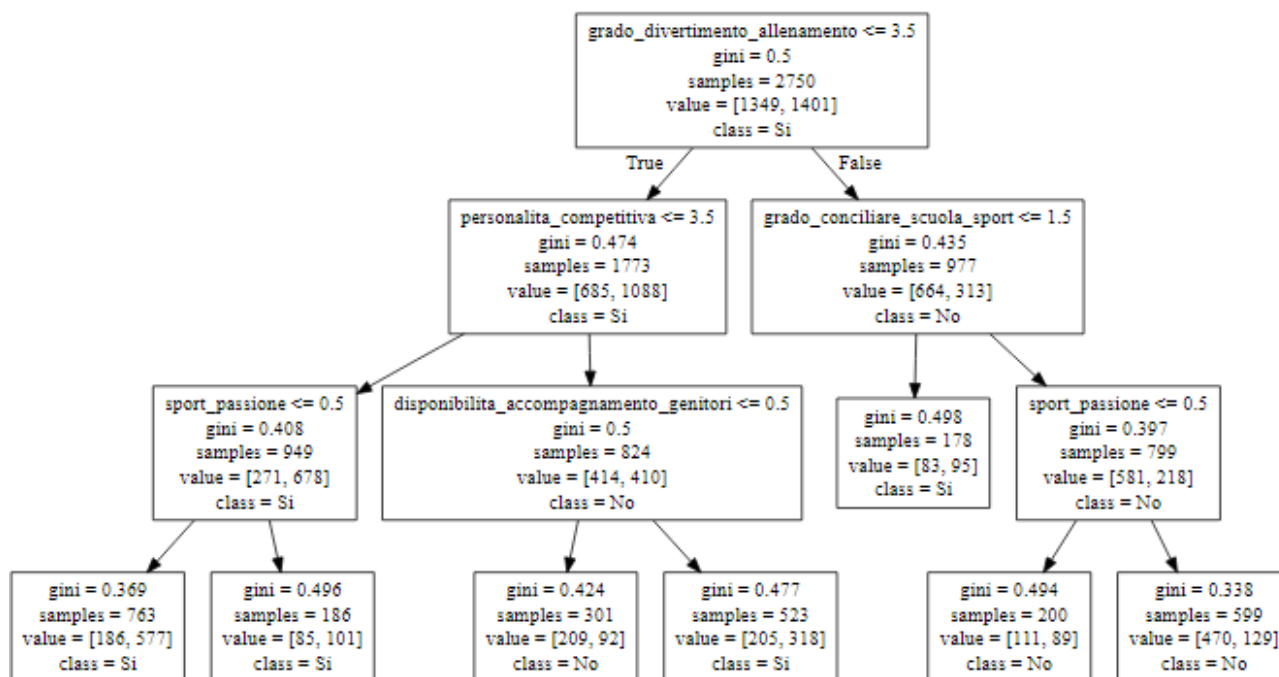 grado_divertimento_allenamento <= 3.5
gini = 0.5
samples = 2750
value = [1349, 1401]
class = Si
True
False
personalita_competitiva <= 3.5
gini = 0.474
samples = 1773
value = [685, 1088]
class = Si
grado_conciliare_scuola_sport <= 1.5
gini = 0.435
samples = 977
value = [664, 313]
class = No
sport_passione <= 0.5
gini = 0.408
samples = 949
value = [271, 678]
class = Si
disponibilita_accompagnamento_genitori <= 0.5
gini = 0.5
samples = 824
value = [414, 410]
class = No
gini = 0.498
samples = 178
value = [83, 95]
class = Si
sport_passione <= 0.5
gini = 0.397
samples = 799
value = [581, 218]
class = No
gini = 0.369
samples = 763
value = [186, 577]
class = Si
gini = 0.496
samples = 186
value = [85, 101]
class = Si
gini = 0.424
samples = 301
value = [209, 92]
class = No
gini = 0.477
samples = 523
value = [205, 318]
class = Si
gini = 0.494
samples = 200
value = [111, 89]
class = No
gini = 0.338
samples = 599
value = [470, 129]
class = No